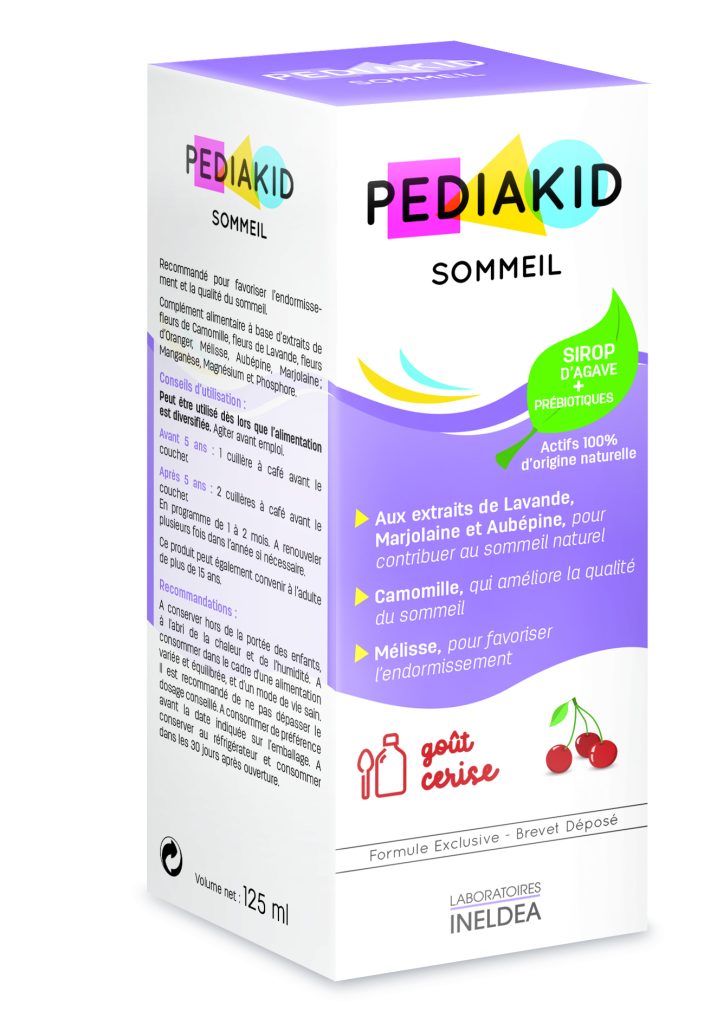 PEDIAKID
SOMMEIL
PEDIAKID
SOMMEIL
Recommandé pour favoriser l'endormisse-
ment et la qualité du sommeil.
Complément alimentaire à base d'extraits de
fleurs de Camomille, fleurs de Lavande, fleurs
d'Oranger, Mélisse, Aubépine, Marjolaine ;
Manganèse, Magnésium et Phosphore.
Conseils d'utilisation :
Peut être utilisé dès lors que l'alimentation
est diversifiée. Agiter avant emploi.
Avant 5 ans : 1 cuillère à café avant le
coucher.
Après 5 ans : 2 cuillères à café avant le
coucher.
En programme de 1 à 2 mois. A renouveler
plusieurs fois dans l'année si nécessaire.
Ce produit peut également convenir à l'adulte
de plus de 15 ans.
Recommandations :
A conserver hors de la portée des enfants,
à l'abri de la chaleur et de l'humidité. A
consommer dans le cadre d'une alimentation
variée et équilibrée, et d'un mode de vie sain.
Il est recommandé de ne pas dépasser le
dosage conseillé. A consommer de préférence
avant la date indiquée sur l'emballage. A
conserver au réfrigérateur et consommer
dans les 30 jours après ouverture.
Volume net : 125 ml
PEDIAKID
SOMMEIL
SIROP
D'AGAVE
+
PRÉBIOTIQUES
Actifs 100%
d'origine naturelle
Aux extraits de Lavande,
Marjolaine et Aubépine, pour
contribuer au sommeil naturel
Camomille, qui améliore la qualité
du sommeil
Mélisse, pour favoriser
l'endormissement
goût
cerise
Formule Exclusive - Brevet Déposé
LABORATOIRES
INELDEA